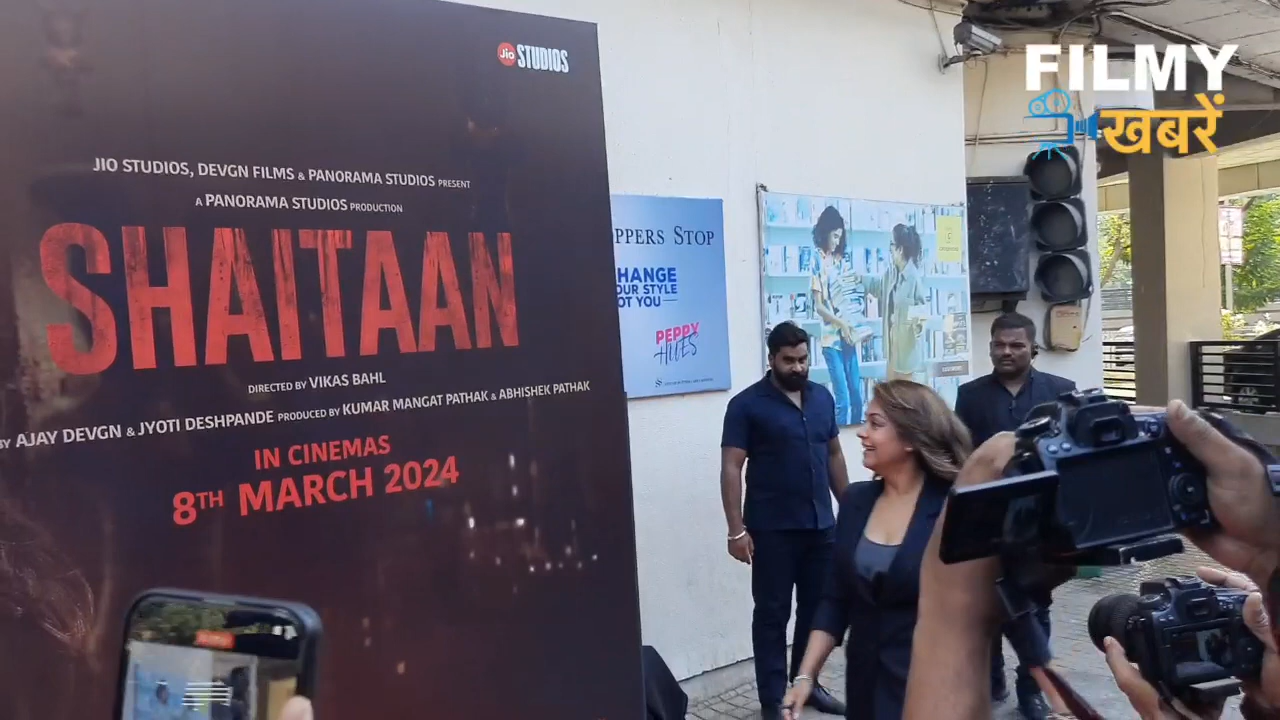 Jio STUDIOS
JIO STUDIOS, DEVGN FILMS & PANORAMA STUDIOS PRESENT
A PANORAMA STUDIOS PRODUCTION
SHAITAAN
DIRECTED BY VIKAS BAHL
BY AJAY DEVGN & JYOTI DESHPANDE PRODUCED BY KUMAR MANGAT PATHAK & ABHISHEK PATHAK
IN CINEMAS
8TH MARCH 2024
PPERS STOP
HANGE
OUR STYLE
OT YOU —
PEPPY
HUES
FILMY
खबरें